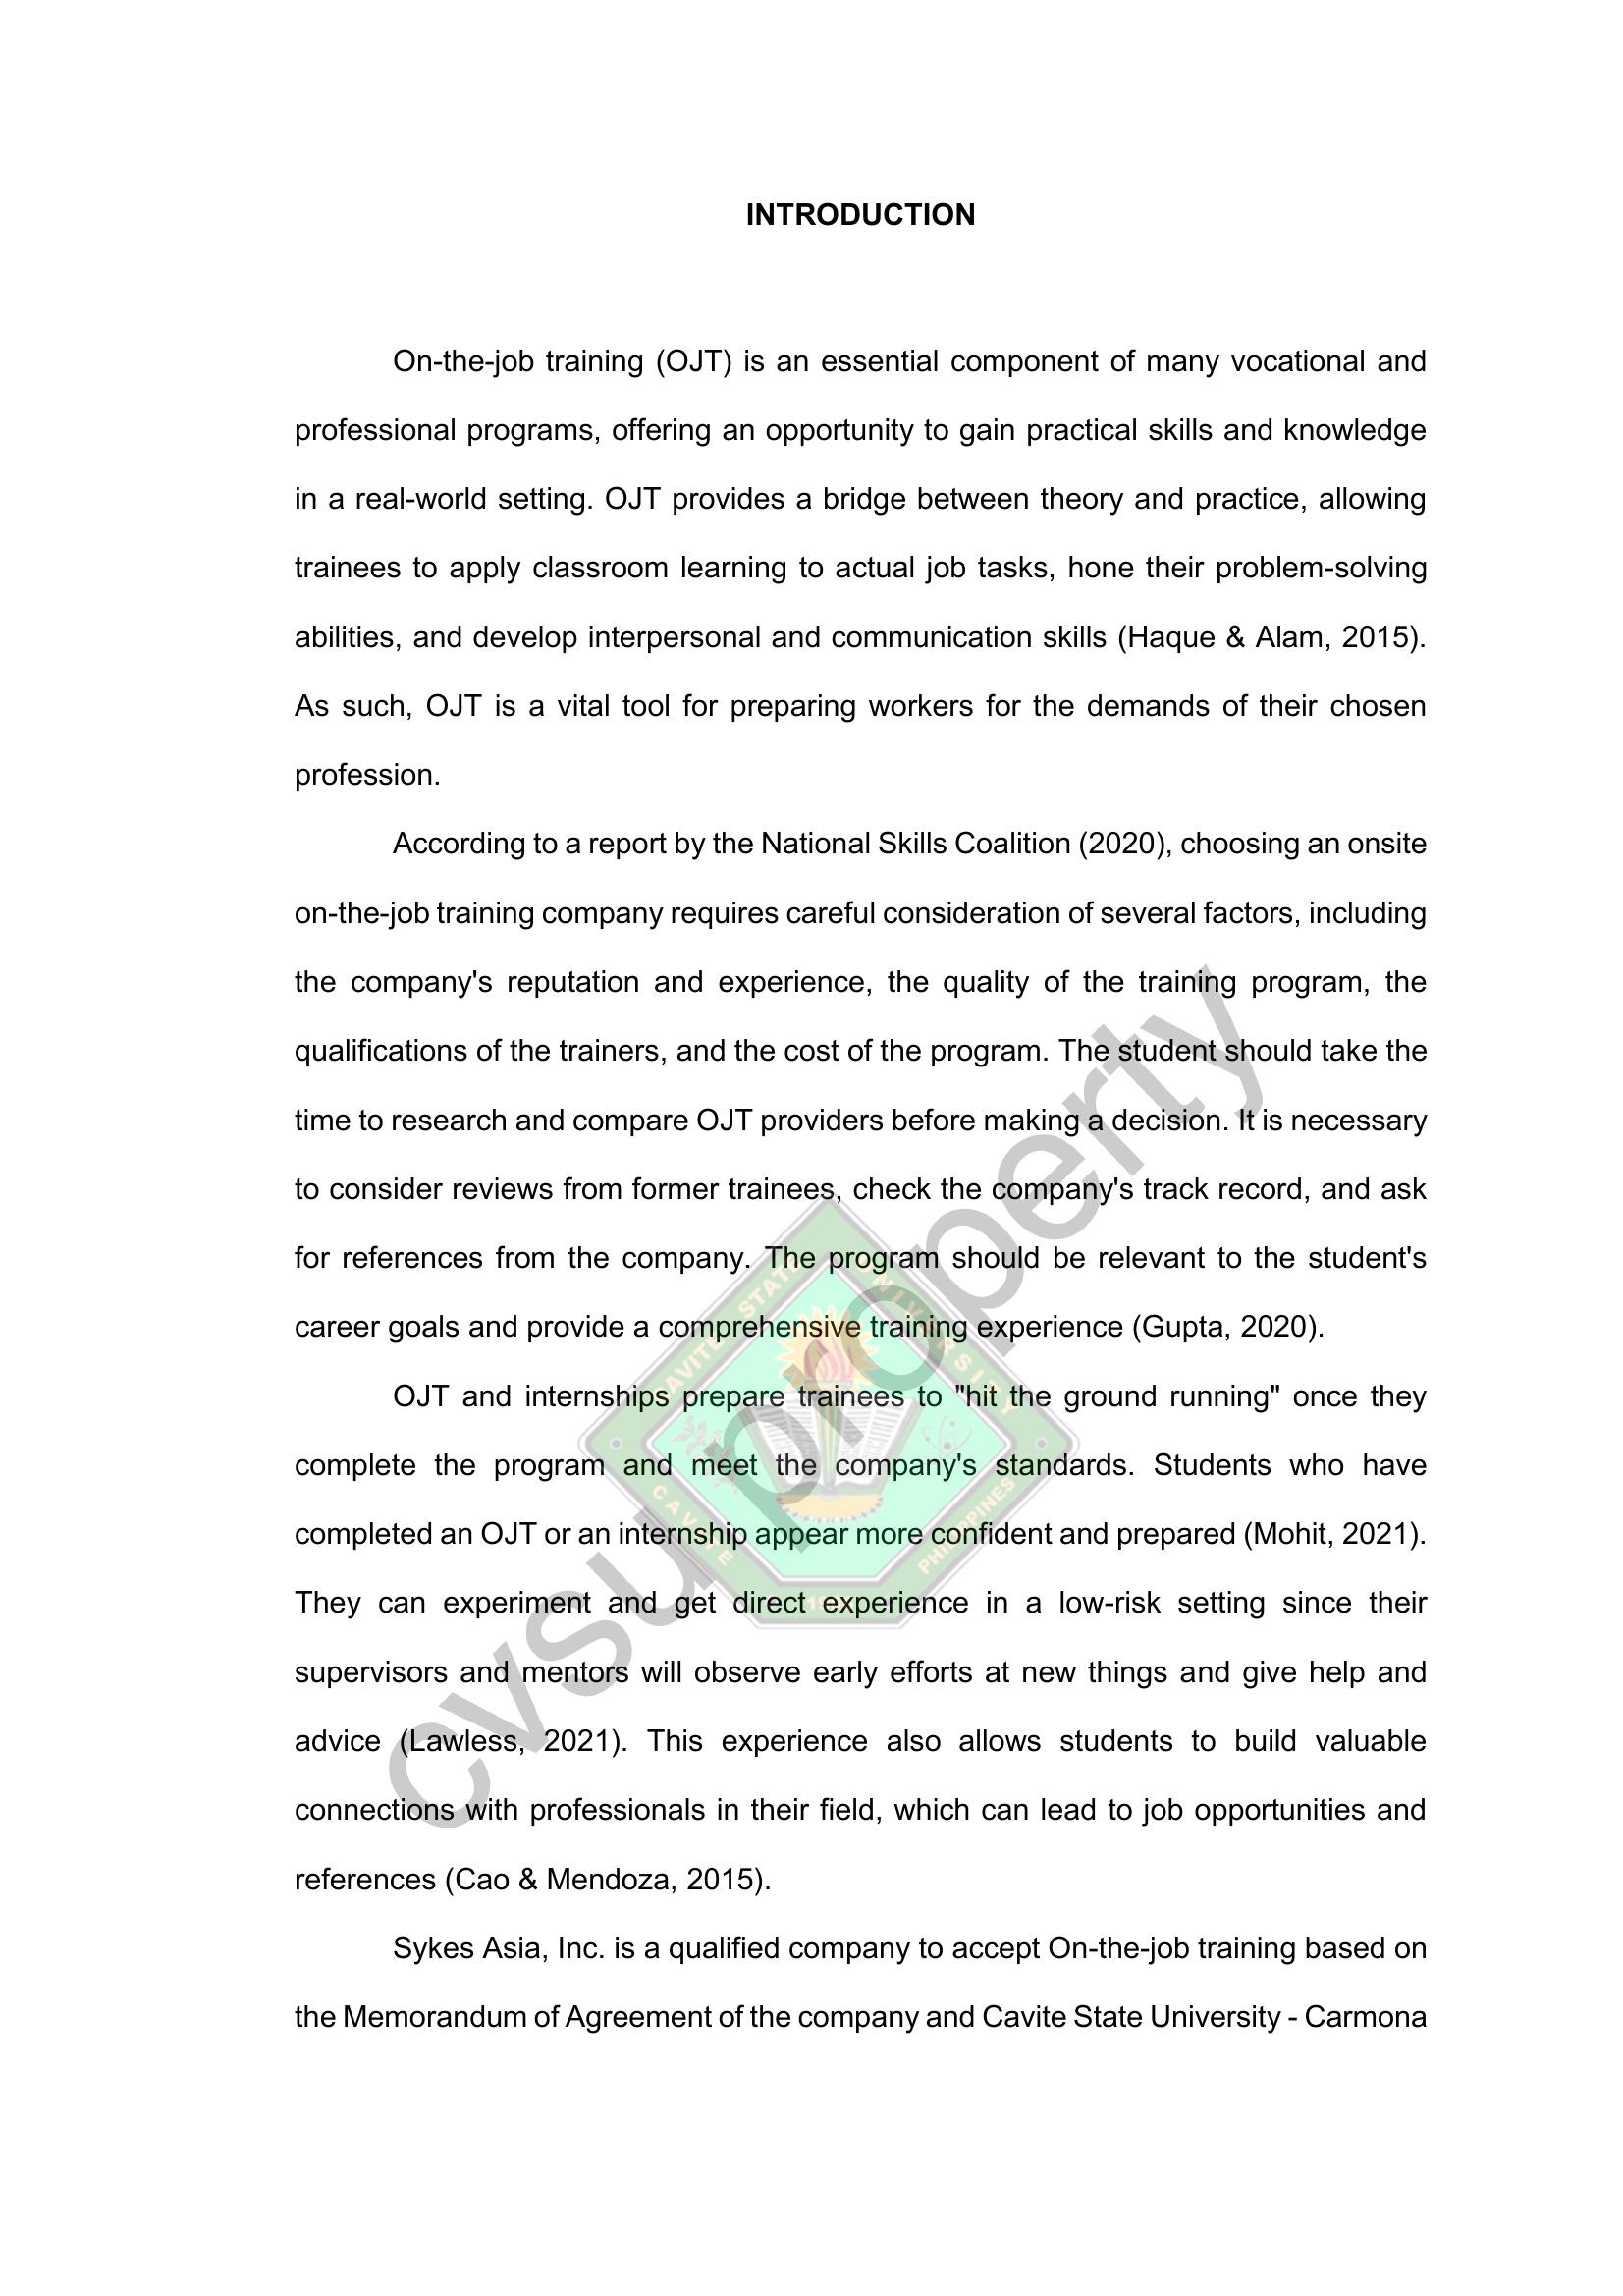 INTRODUCTION
On-the-job training (OJT) is an essential component of many vocational and
professional programs, offering an opportunity to gain practical skills and knowledge
in a real-world setting. OJT provides a bridge between theory and practice, allowing
trainees to apply classroom learning to actual job tasks, hone their problem-solving
abilities, and develop interpersonal and communication skills (Haque & Alam, 2015).
As such, OJT is a vital tool for preparing workers for the demands of their chosen
profession.
According to a report by the National Skills Coalition (2020), choosing an onsite
on-the-job training company requires careful consideration of several factors, including
the company's reputation and experience, the quality of the training program, the
qualifications of the trainers, and the cost of the program. The student should take the
time to research and compare OJT providers before making a decision. It is necessary
to consider reviews from former trainees, check the company's track record, and ask
for references from the company. The program should be relevant to the student's
career goals and provide a comprehensive training experience (Gupta, 2020).
OJT and internships prepare trainees to "hit the ground running" once they
complete the program and meet the company's standards. Students who have
completed an OJT or an internship appear more confident and prepared (Mohit, 2021).
They can experiment and get direct experience in a low-risk setting since their
supervisors and mentors will observe early efforts at new things and give help and
advice (Lawless, 2021). This experience also allows students to build valuable
connections with professionals in their field, which can lead to job opportunities and
references (Cao & Mendoza, 2015).
Sykes Asia, Inc. is a qualified company to accept On-the-job training based on
the Memorandum of Agreement of the company and Cavite State University - Carmona
cvsu property
CAVITE STATE UNIVERSITY
CAVITE
PHILIPPINES